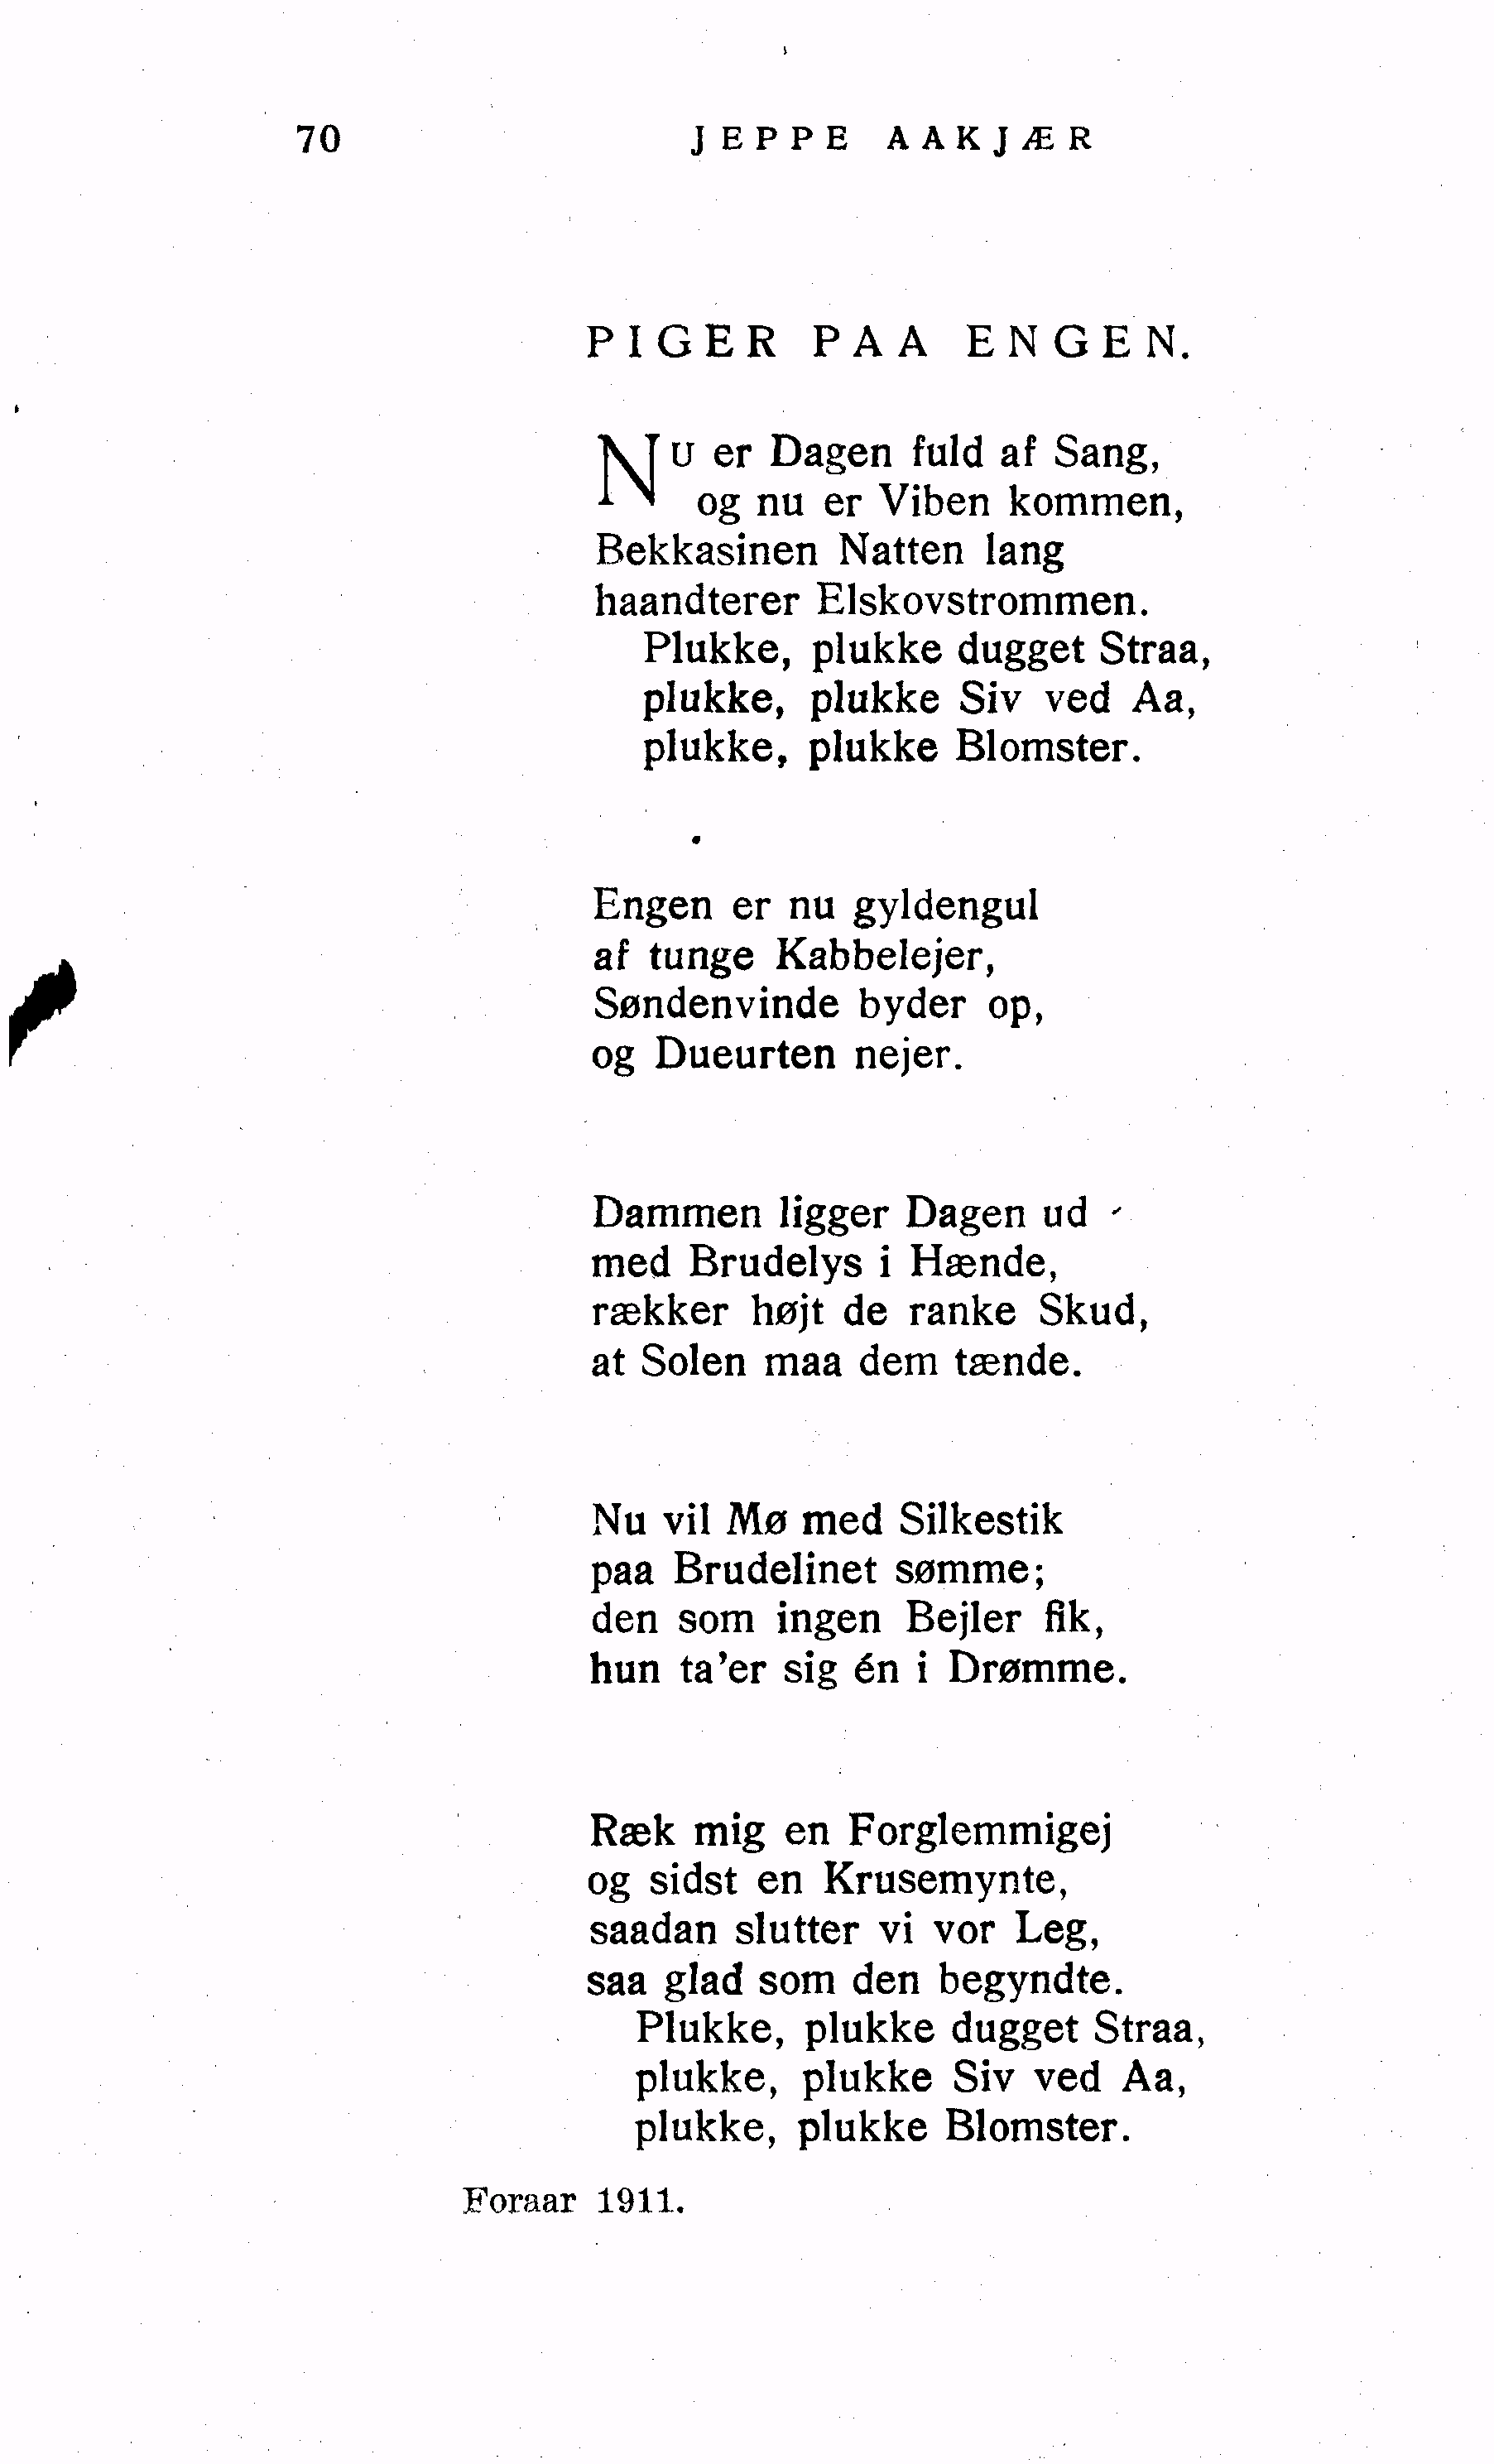 70 JEPPE AAKJÆR
PIGER PAA ENGEN.
NU er Dagen fuld af Sang,
og nu er Viben kommen,
Bekkasinen Natten lang
haandterer Elskovstrommen.
Plukke, plukke dugget Straa,
plukke, plukke Siv ved Aa,
plukke, plukke Blomster.
Engen er nu gyldengul
af tunge Kabbelejer,
Søndenvinde byder op,
og Dueurten nejer.
Dammen ligger Dagen ud
med Brudelys i Hænde,
rækker højt de ranke Skud,
at Solen maa dem tænde.
Nu vil Mø med Silkestik
paa Brudelinet sømme;
den som ingen Bejler fik,
hun ta'er sig én i Drømme.
Ræk mig en Forglemmigej
og sidst en Krusemynte,
saadan slutter vi vor Leg,
saa glad som den begyndte.
Plukke, plukke dugget Straa,
plukke, plukke Siv ved Aa,
plukke, plukke Blomster.
Foraar 1911.